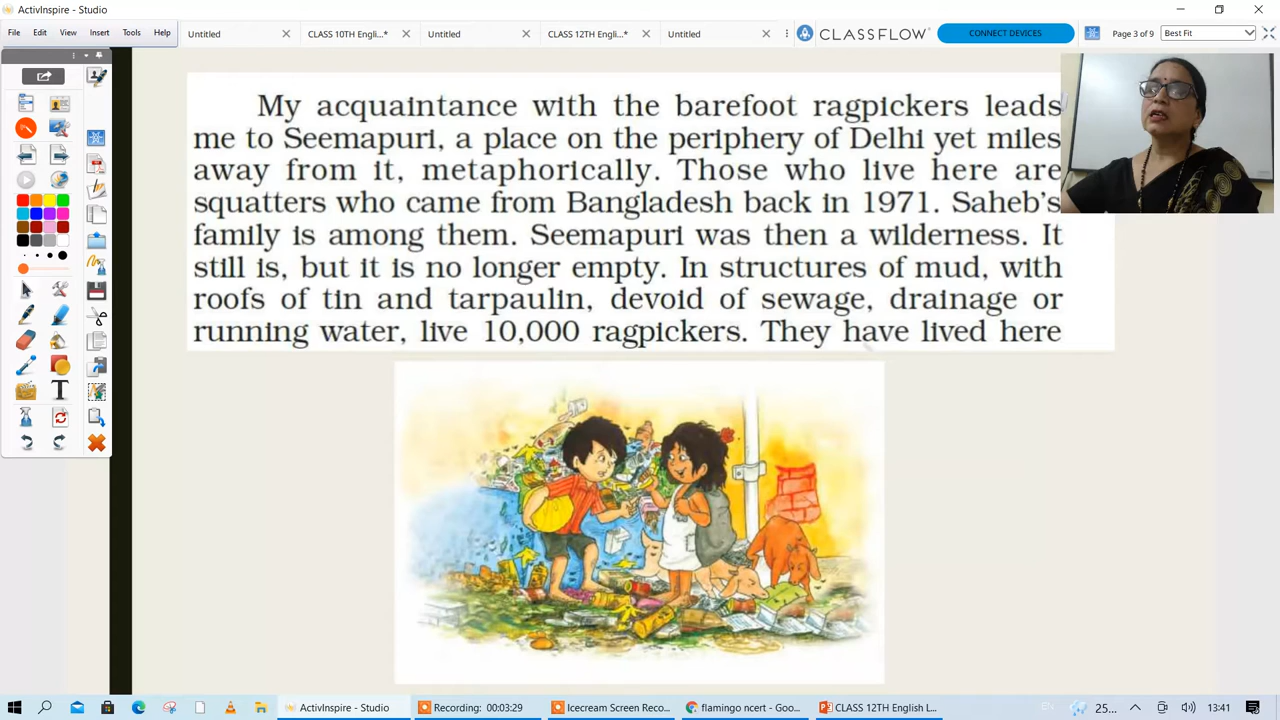 ActivInspire - Studio
File Edit View Insert Tools Help
Untitled
CLASS 10TH Engli...*
Untitled
CLASS 12TH Engli...*
Untitled
CLASSFLOW
CONNECT DEVICES
Page 3 of 9
Best Fit
My acquaintance with the barefoot ragpickers leads
me to Seemapuri, a place on the periphery of Delhi yet miles
away from it, metaphorically. Those who live here are
squatters who came from Bangladesh back in 1971. Saheb's
family is among them. Seemapuri was then a wilderness. It
still is, but it is no longer empty. In structures of mud, with
roofs of tin and tarpaulin, devoid of sewage, drainage or
running water, live 10,000 ragpickers. They have lived here
ActivInspire - Studio
Recording: 00:03:29
Icecream Screen Reco...
flamingo ncert - Goo...
CLASS 12TH English L...
25...
EN
13:41